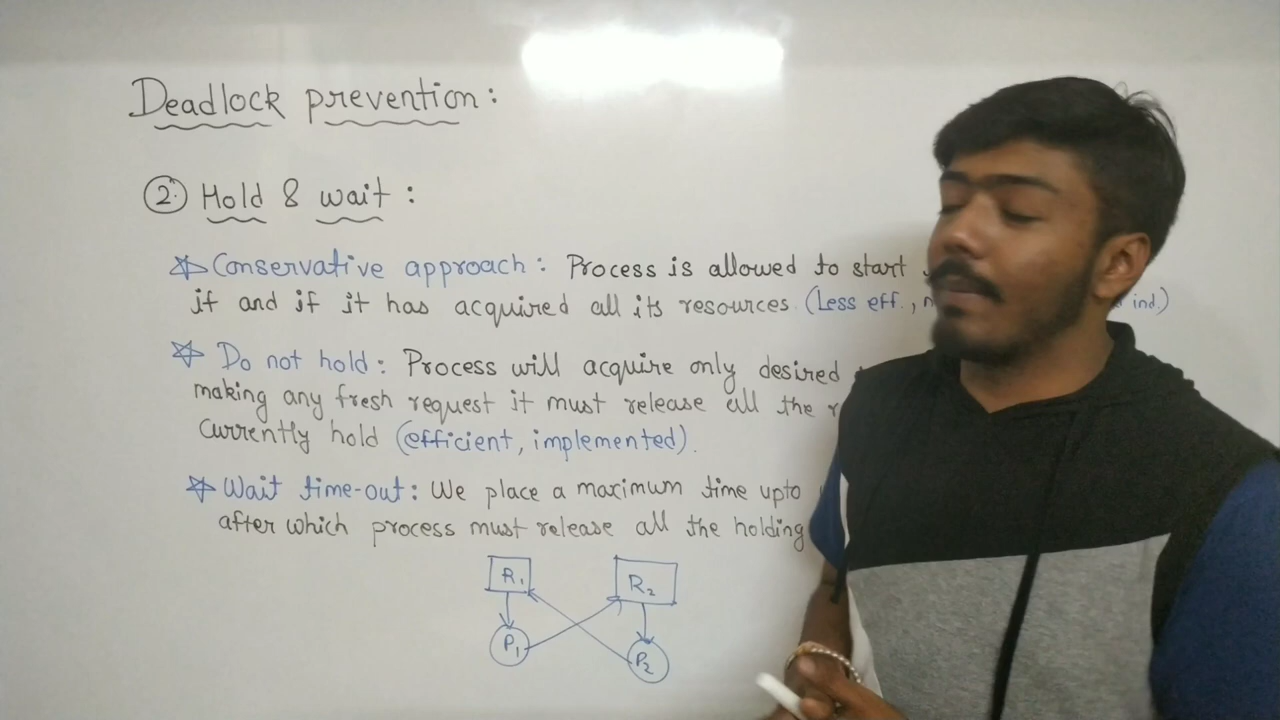 Deadlock prevention:
2. Hold & wait:
Conservative approach: Process is allowed to start
if and if it has acquired all its resources. (Less eff., ind.)
Do not hold: Process will acquire only desired
making any fresh request it must release all the
currently hold (efficient, implemented).
Wait time-out: We place a maximum time upto
after which process must release all the holding
R1 R2
P1 P2